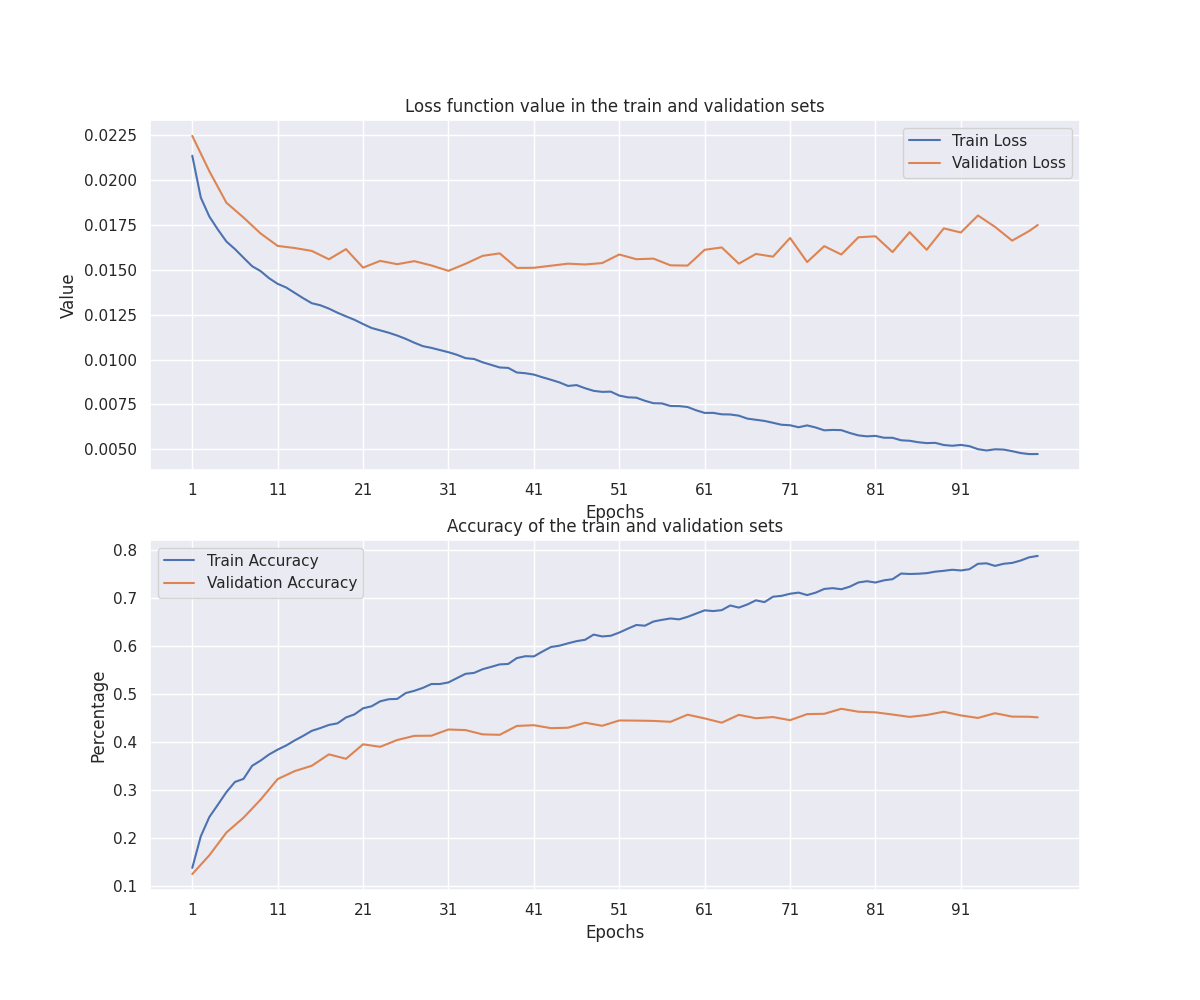 Loss function value in the train and validation sets
0.0225
0.0200
0.0175
0.0150
0.0125
0.0100
0.0075
0.0050
Value
Train Loss
Validation Loss
1 11 21 31 41 51 61 71 81 91
Epochs
Accuracy of the train and validation sets
0.8
0.7
0.6
0.5
0.4
0.3
0.2
0.1
Percentage
Train Accuracy
Validation Accuracy
1 11 21 31 41 51 61 71 81 91
Epochs